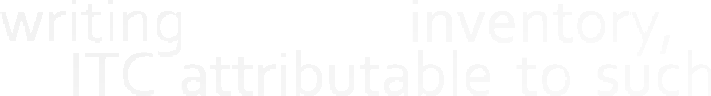 writing inventory,
ITC attributable to such